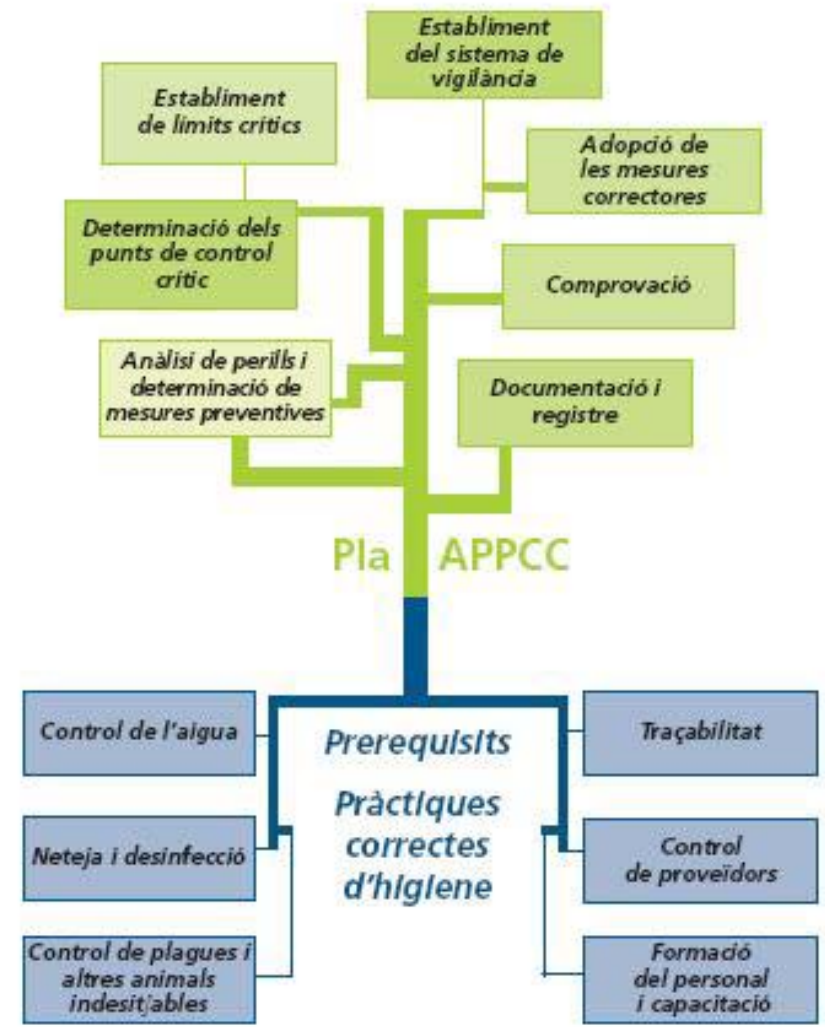 Establiment
del sistema de
vigilància
Establiment
de límits crítics
Adopció de
les mesures
correctores
Determinació dels
punts de control
crític
Comprovació
Anàlisi de perills i
determinació de
mesures preventives
Documentació i
registre
Pla APPCC
Control de l'aigua
Prerequisits
Traçabilitat
Pràctiques
correctes
d'higiene
Neteja i desinfecció
Control
de proveïdors
Control de plagues i
altres animals
indesitjables
Formació
del personal
i capacitació